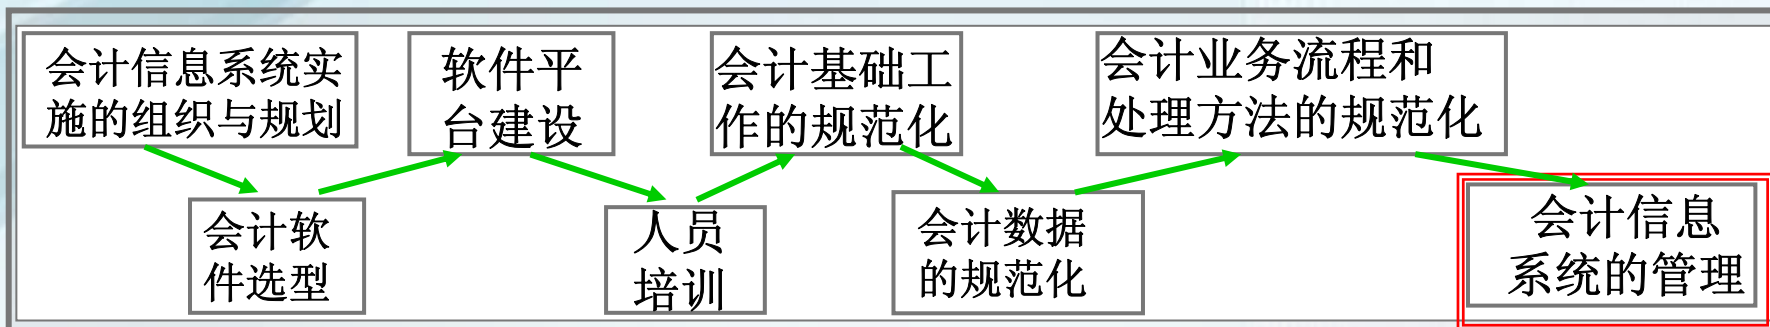 会计信息系统实
施的组织与规划
会计软
件选型
软件平
台建设
人员
培训
会计基础工
作的规范化
会计数据
的规范化
会计业务流程和
处理方法的规范化
会计信息
系统的管理